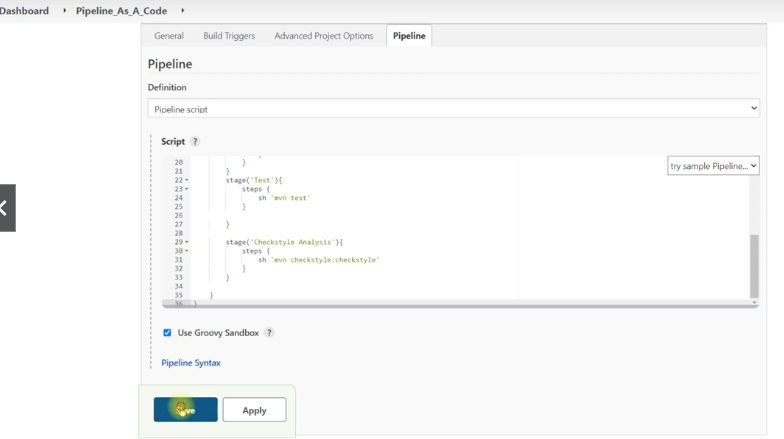 Dashboard Pipeline_As_A_Code
General Build Triggers Advanced Project Options Pipeline
Pipeline
Definition
Pipeline script
Script ?
try sample Pipeline...
20 }
21 }
22 stage('Test'){
23 steps {
24 sh 'mvn test'
25 }
26
27 }
28
29 stage('Checkstyle Analysis'){
30 steps {
31 sh 'mvn checkstyle:checkstyle'
32 }
33 }
34
35 }
36 }
Use Groovy Sandbox ?
Pipeline Syntax
Save Apply